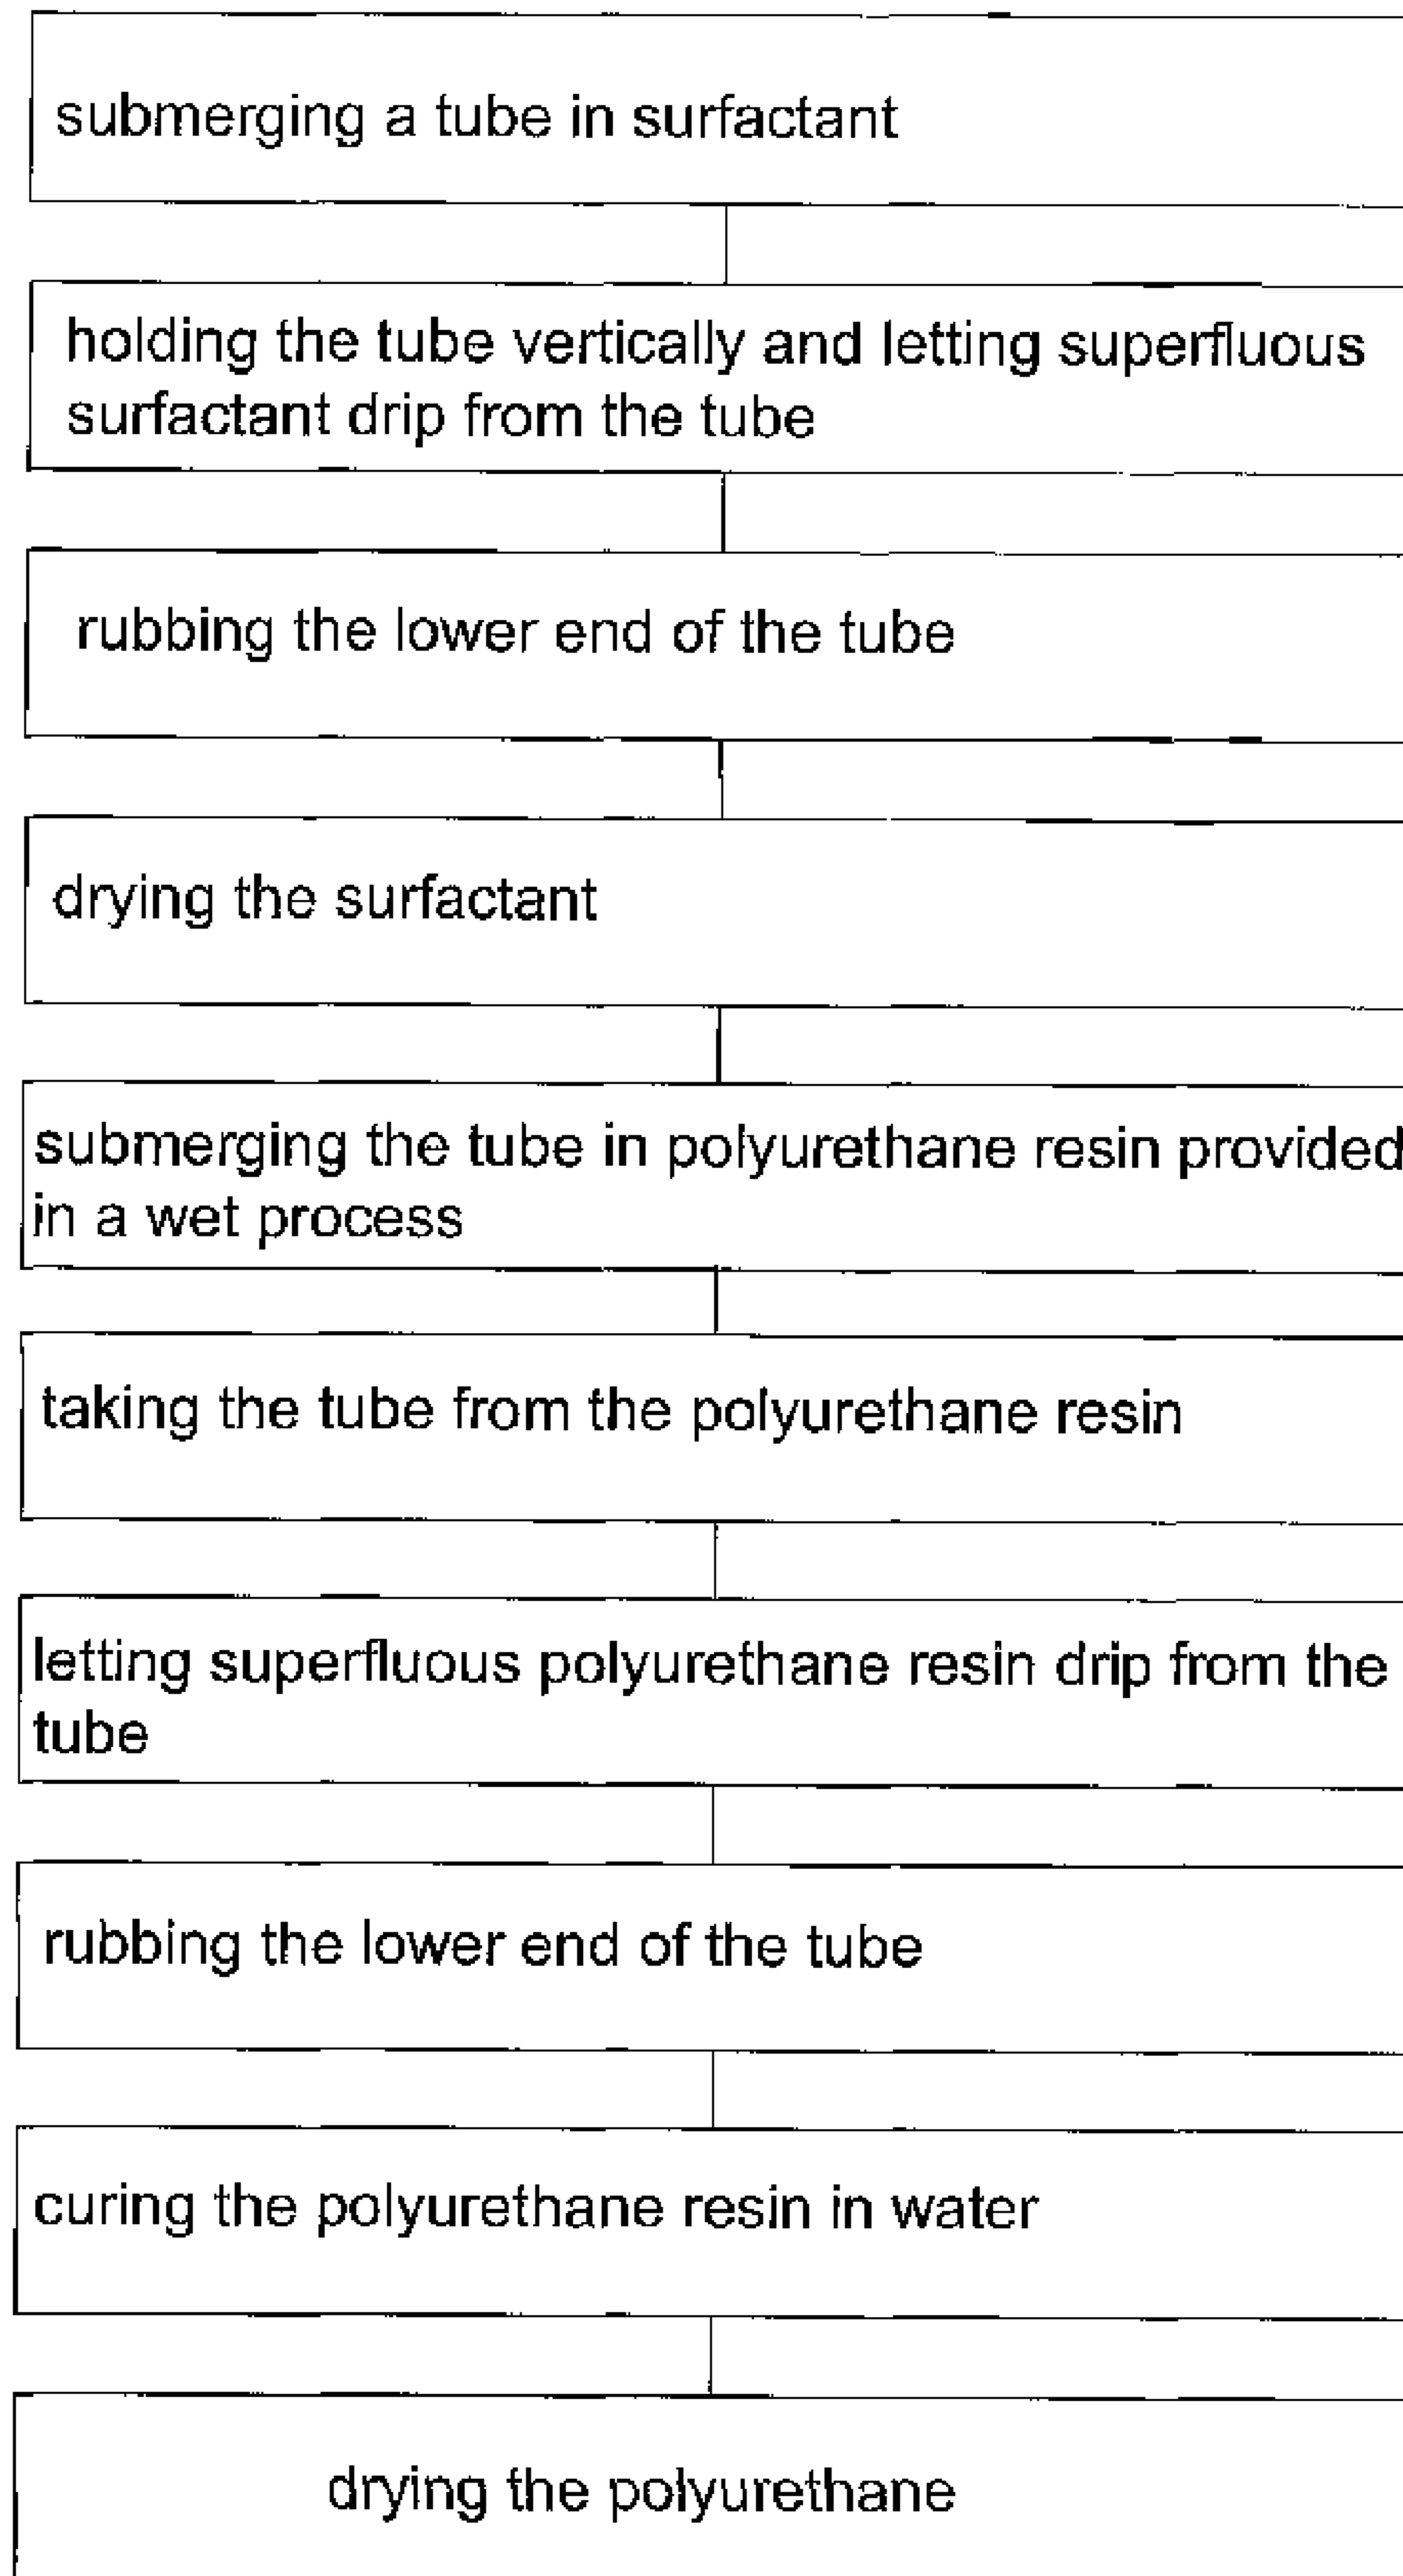 submerging a tube in surfactant
holding the tube vertically and letting superfluous
surfactant drip from the tube
rubbing the lower end of the tube
drying the surfactant
submerging the tube in polyurethane resin provided
in a wet process
taking the tube from the polyurethane resin
letting superfluous polyurethane resin drip from the
tube
rubbing the lower end of the tube
curing the polyurethane resin in water
drying the polyurethane